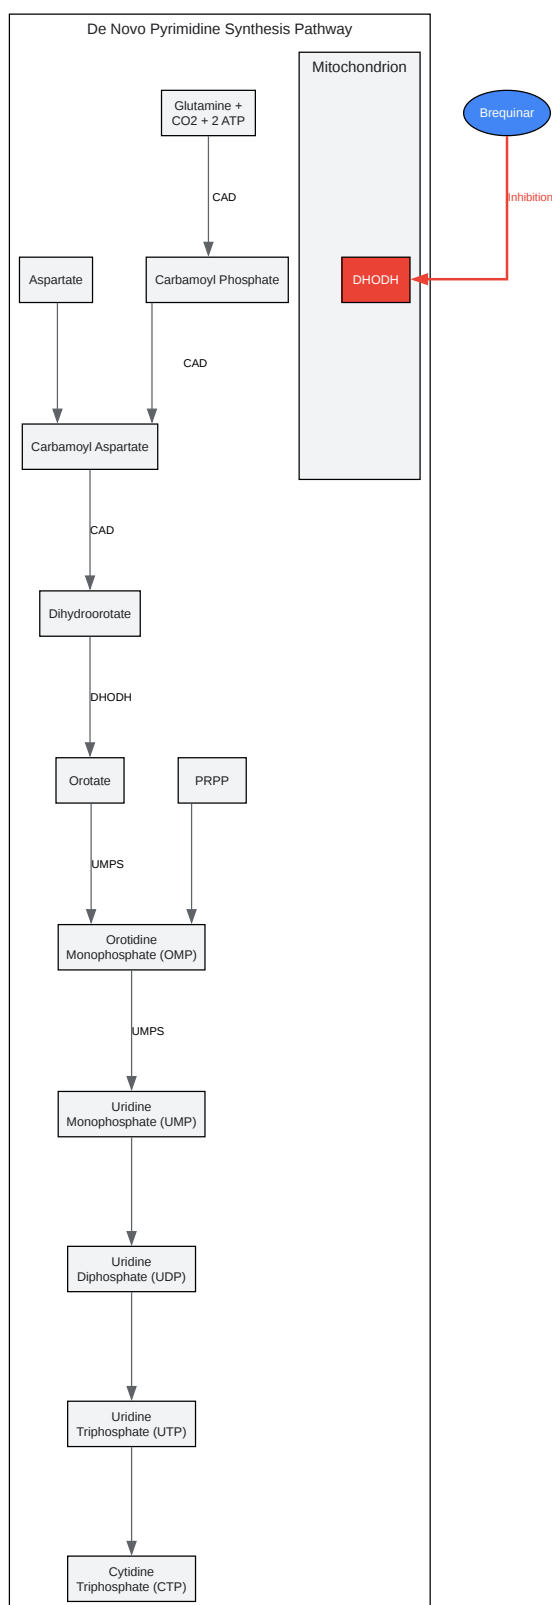 De Novo Pyrimidine Synthesis Pathway
Mitochondrion
Glutamine +
CO2 + 2 ATP
Brequinar
CAD
Inhibition
Aspartate
Carbamoyl Phosphate
DHODH
CAD
Carbamoyl Aspartate
CAD
Dihydroorotate
DHODH
Orotate
PRPP
UMPS
Orotidine
Monophosphate (OMP)
UMPS
Uridine
Monophosphate (UMP)
Uridine
Diphosphate (UDP)
Uridine
Triphosphate (UTP)
Cytidine
Triphosphate (CTP)